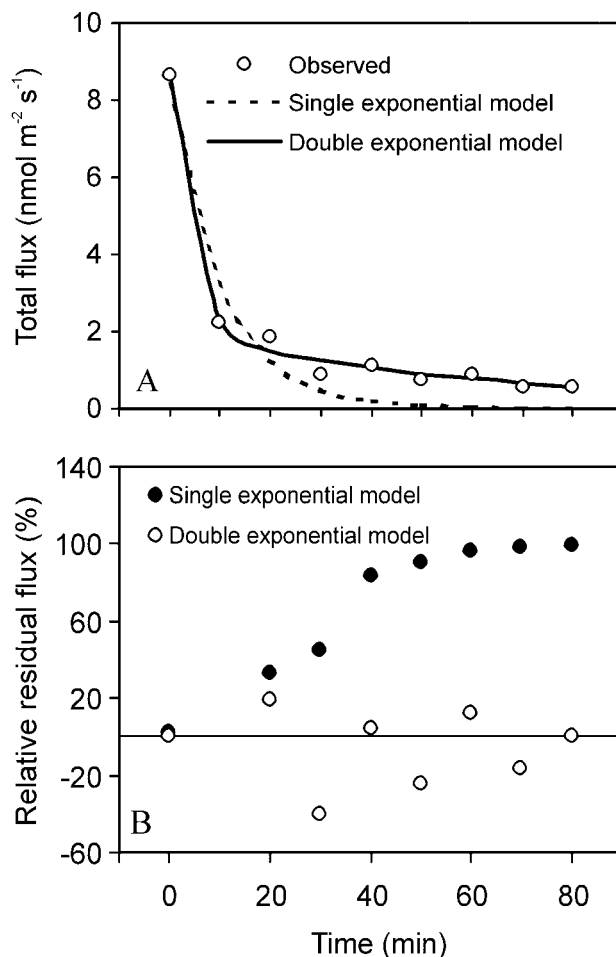 10
8
6
4
2
0
Total flux (nmol m⁻² s⁻¹)
Observed
Single exponential model
Double exponential model
A
140
100
60
20
-20
-60
Relative residual flux (%)
Single exponential model
Double exponential model
B
0 20 40 60 80
Time (min)